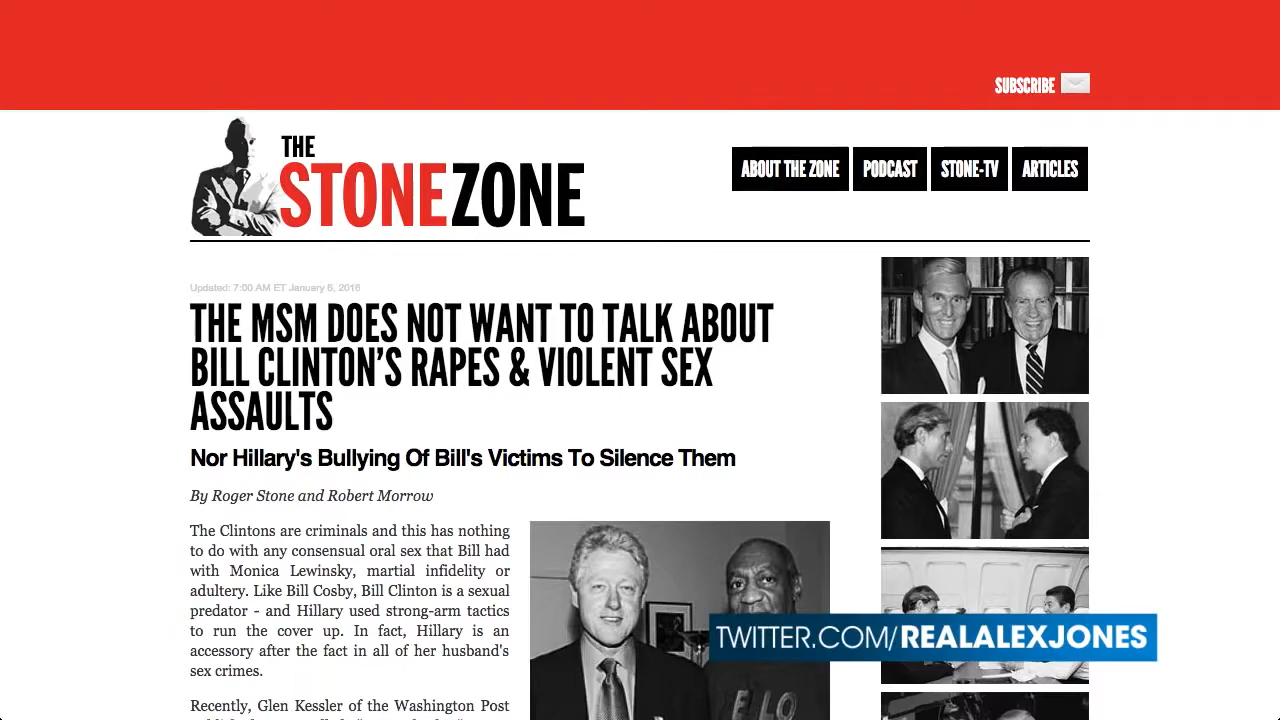 SUBSCRIBE
THE
STONEZONE
ABOUT THE ZONE PODCAST STONE-TV ARTICLES
Updated: 7:00 AM ET January 6, 2016
THE MSM DOES NOT WANT TO TALK ABOUT
BILL CLINTON'S RAPES & VIOLENT SEX
ASSAULTS
Nor Hillary's Bullying Of Bill's Victims To Silence Them
By Roger Stone and Robert Morrow
The Clintons are criminals and this has nothing
to do with any consensual oral sex that Bill had
with Monica Lewinsky, martial infidelity or
adultery. Like Bill Cosby, Bill Clinton is a sexual
predator - and Hillary used strong-arm tactics
to run the cover up. In fact, Hillary is an
accessory after the fact in all of her husband's
sex crimes.
Recently, Glen Kessler of the Washington Post
TWITTER.COM/REALALEXJONES